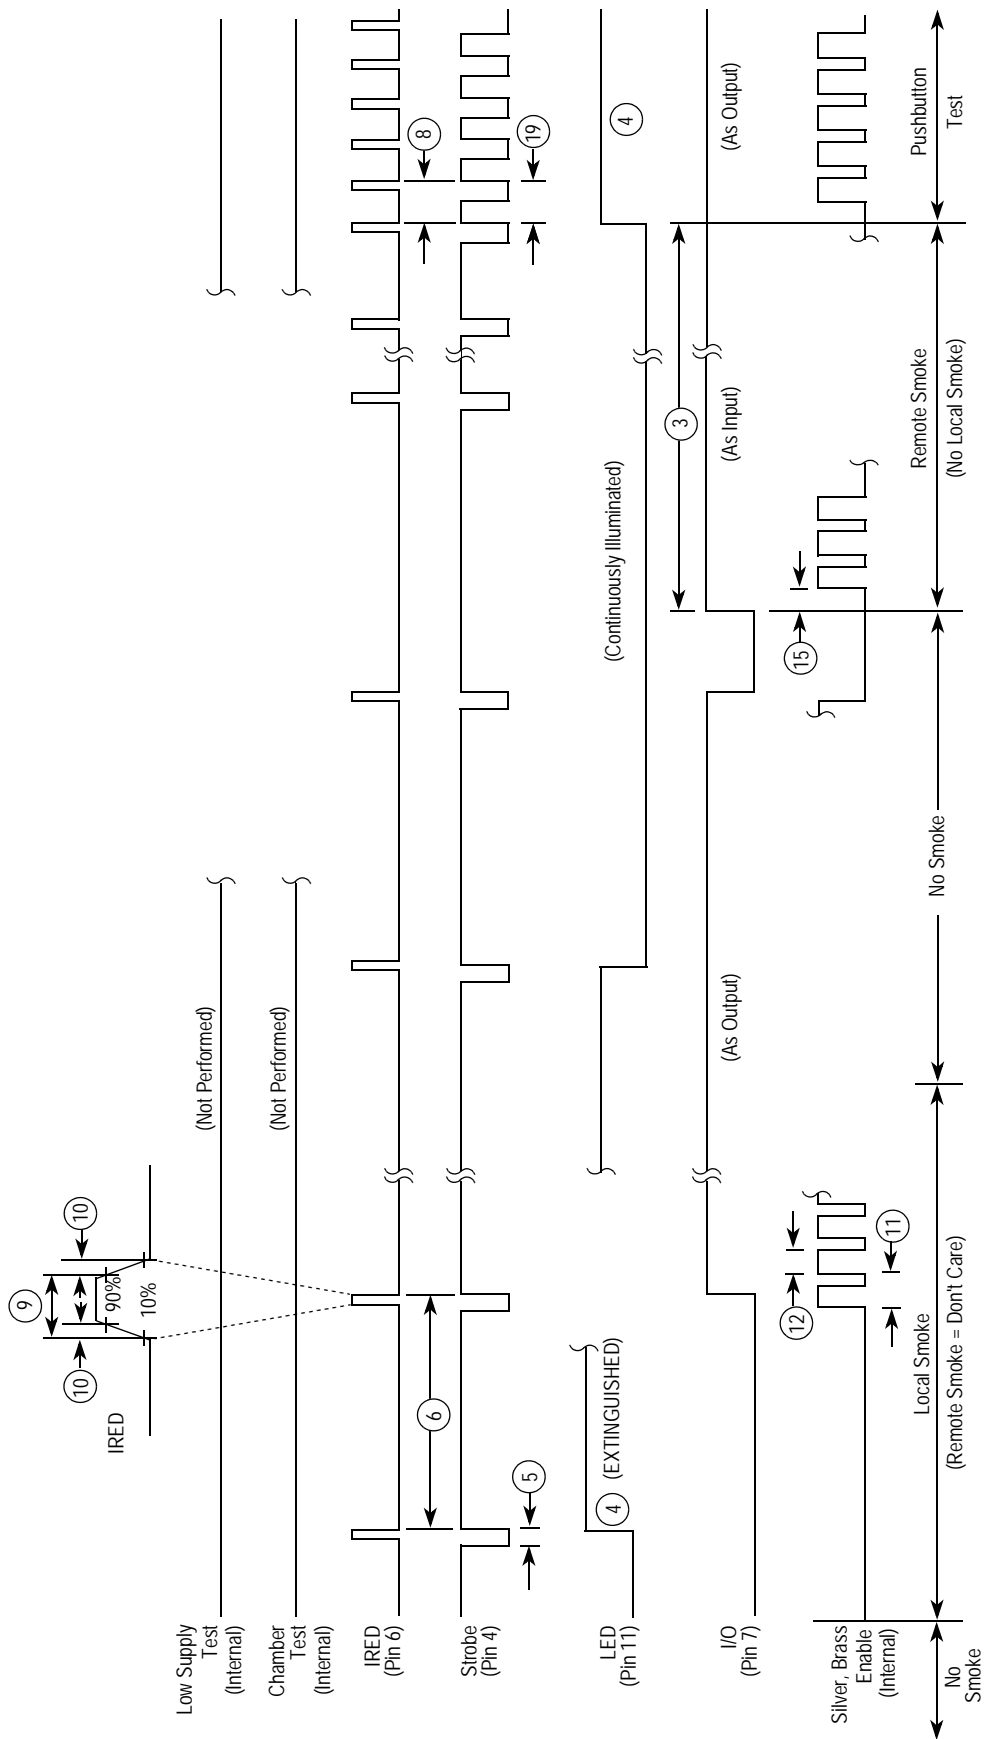 9
10
10
90%
10%
IRED
Low Supply
Test
(Internal)
(Not Performed)
Chamber
Test
(Internal)
(Not Performed)
IRED
(Pin 6)
6
8
Strobe
(Pin 4)
5
19
LED
(Pin 11)
4
(EXTINGUISHED)
(Continuously Illuminated)
4
I/O
(Pin 7)
(As Output)
3
(As Input)
(As Output)
Silver, Brass
Enable
(Internal)
12
11
15
No
Smoke
Local Smoke
(Remote Smoke = Don't Care)
No Smoke
Remote Smoke
(No Local Smoke)
Pushbutton
Test